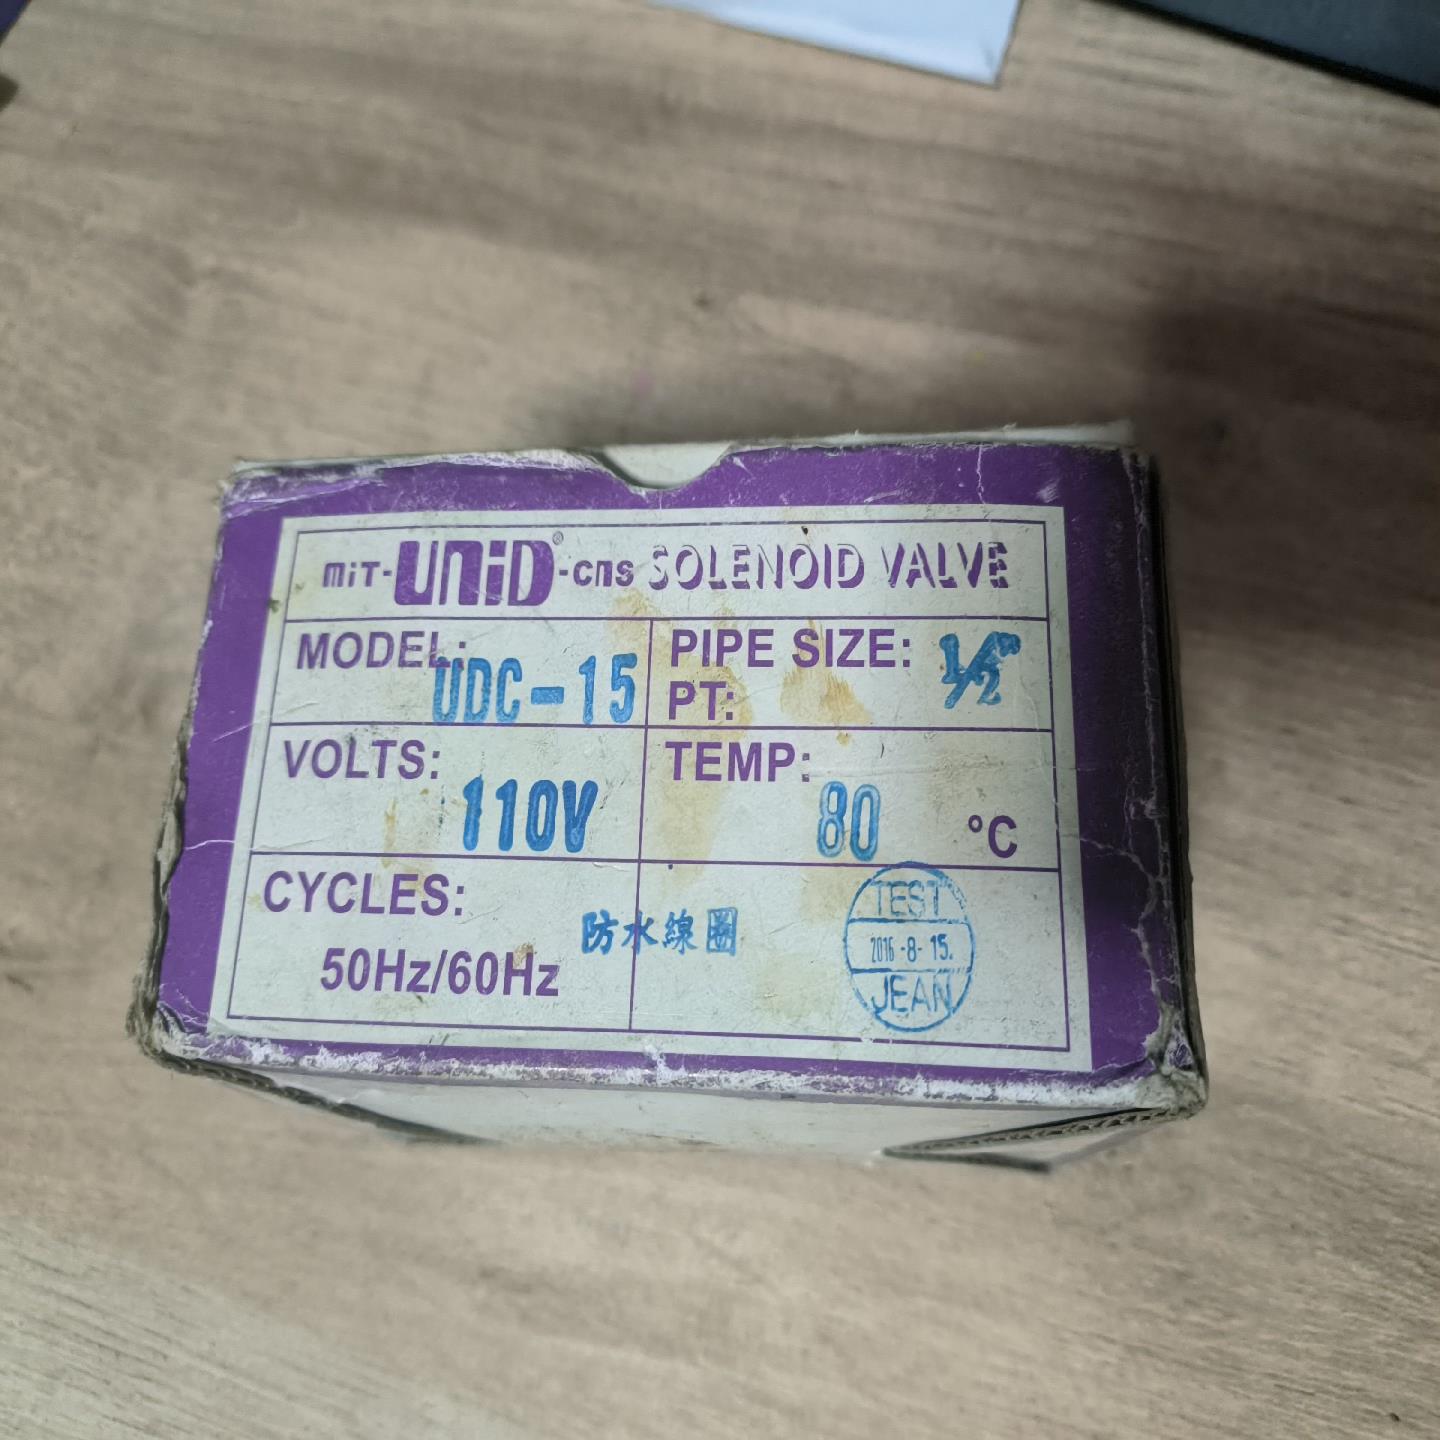 MIT-UNID®-CNS SOLENOID VALVE
MODEL: UDC-15
PIPE SIZE: 1/2"
PT:
VOLTS: 110V
TEMP: 80 °C
CYCLES:
50Hz/60Hz
防水線圈
TEST
2016-8-15.
JEAN